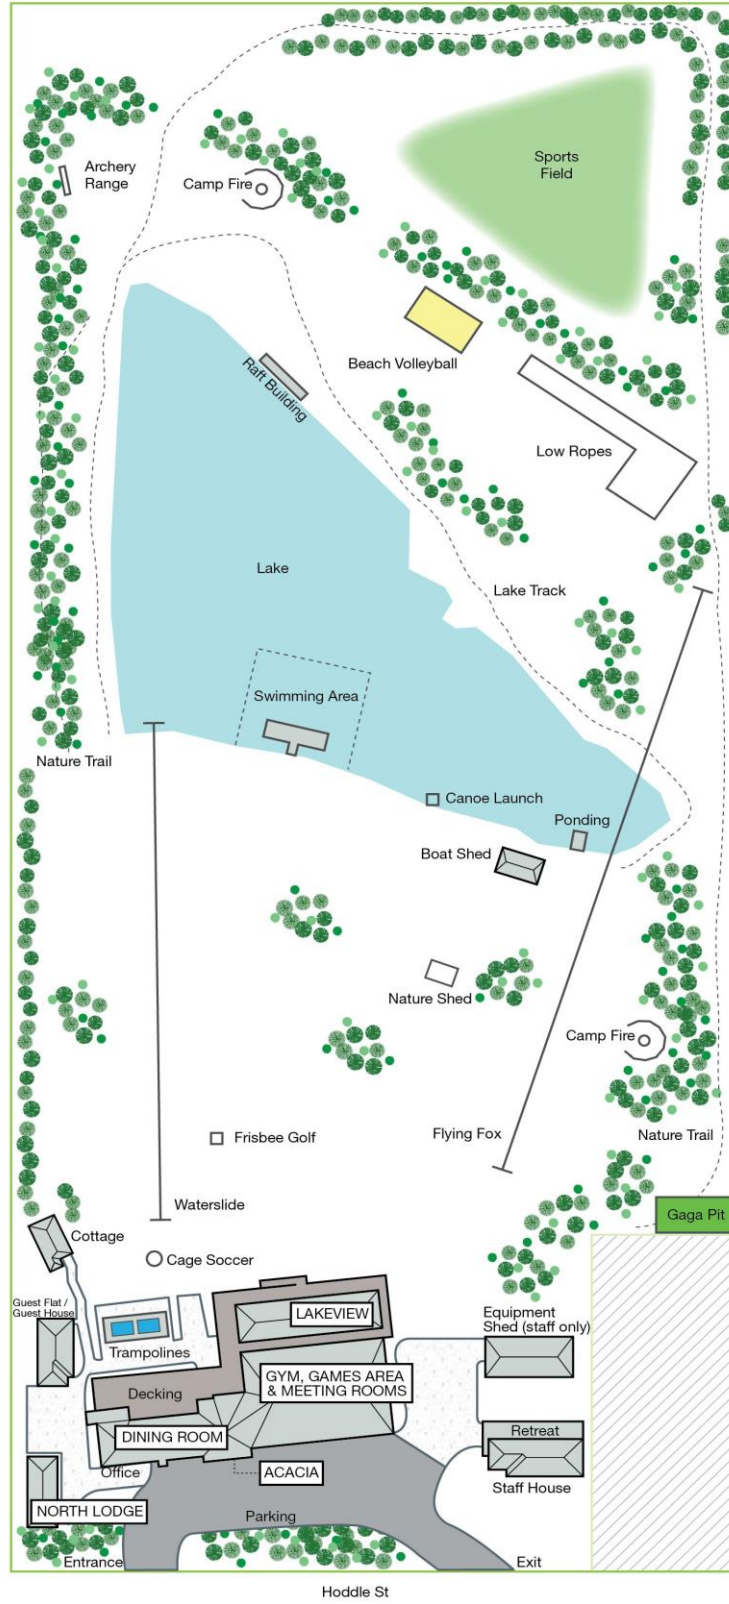 Archery
Range
Camp Fire
Sports
Field
Beach Volleyball
Raft Building
Low Ropes
Lake
Lake Track
Swimming Area
Nature Trail
Canoe Launch
Ponding
Boat Shed
Nature Shed
Camp Fire
Frisbee Golf
Flying Fox
Nature Trail
Waterslide
Gaga Pit
Cottage
Cage Soccer
Guest Flat /
Guest House
LAKEVIEW
Equipment
Shed (staff only)
Trampolines
GYM, GAMES AREA
& MEETING ROOMS
Decking
DINING ROOM
Retreat
Office
ACACIA
Staff House
NORTH LODGE
Parking
Entrance
Exit
Hoddle St